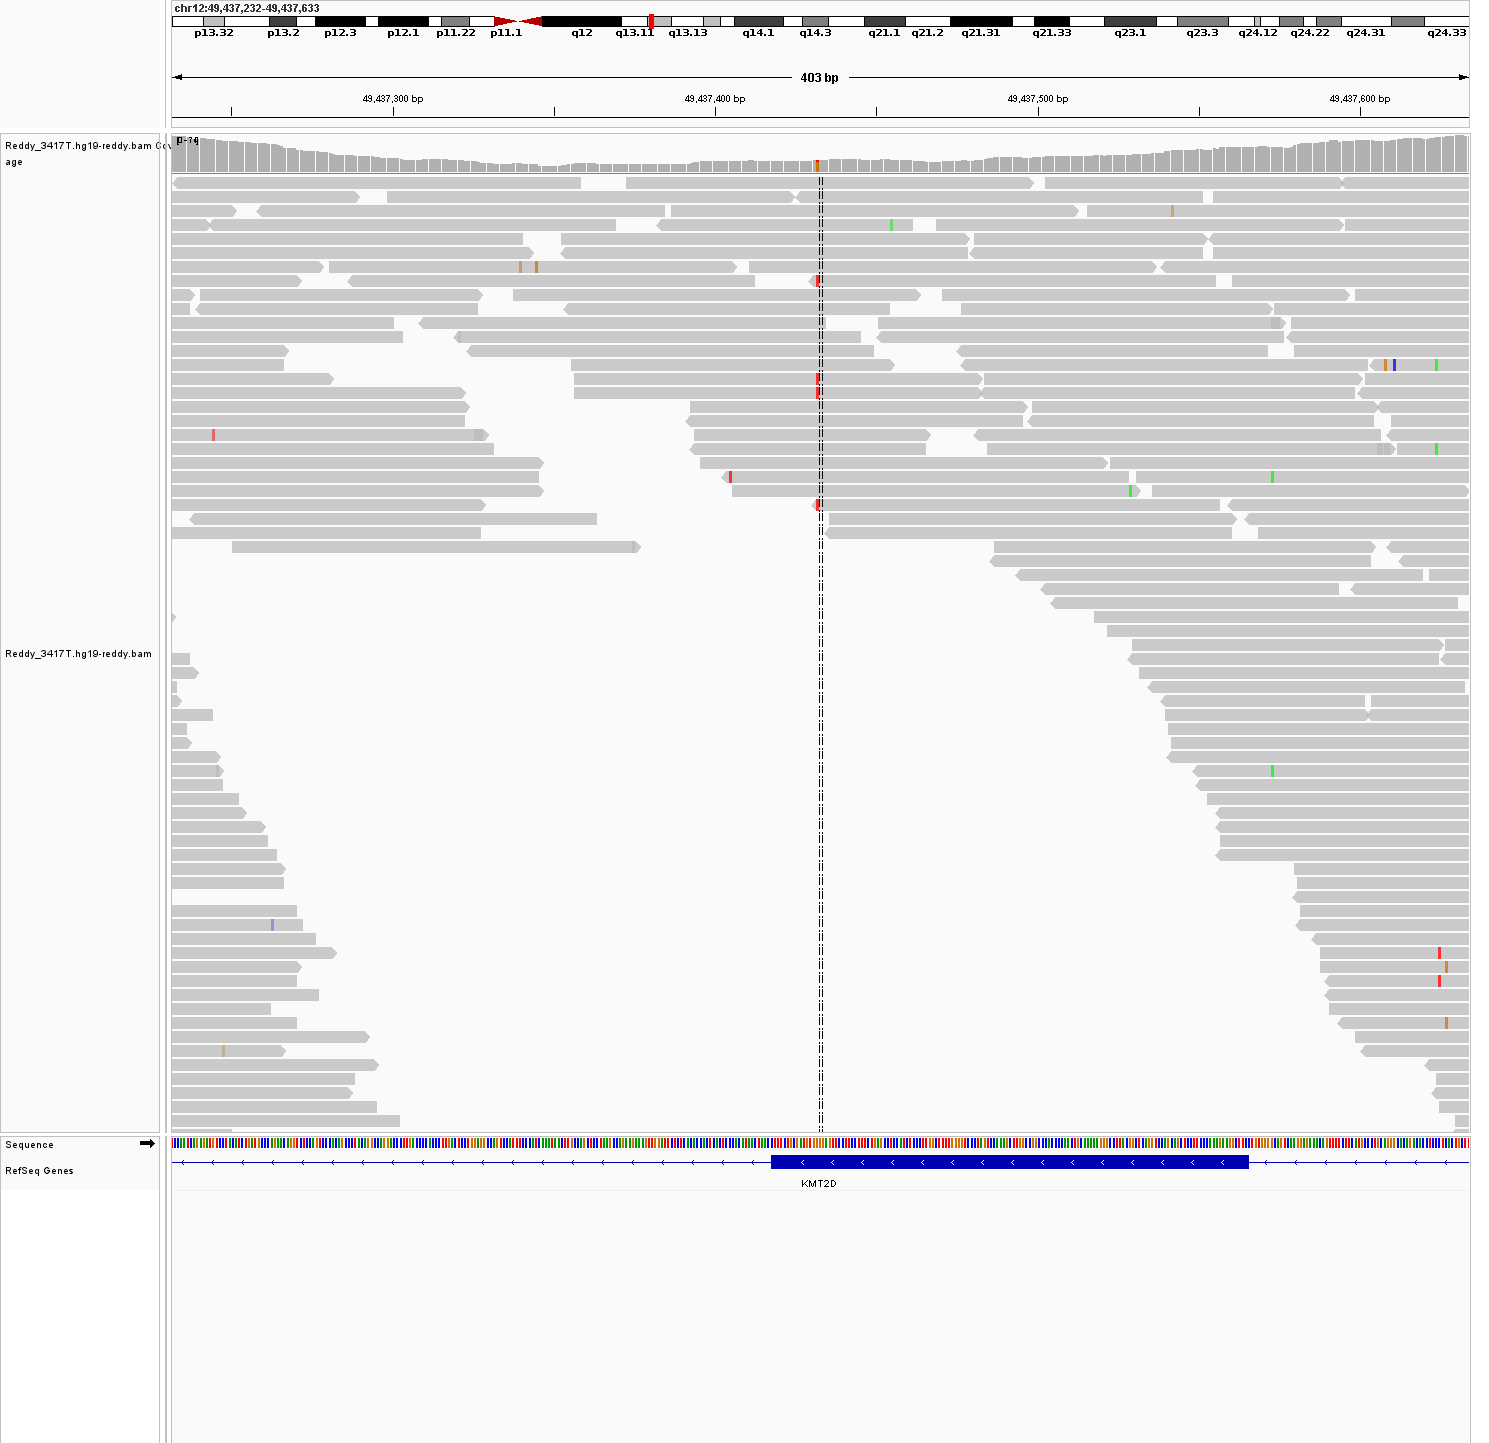 chr12:49,437,232-49,437,633
p13.32 p13.2 p12.3 p12.1 p11.22 p11.1 q12 q13.11 q13.13 q14.1 q14.3 q21.1 q21.2 q21.31 q21.33 q23.1 q23.3 q24.12 q24.22 q24.31 q24.33
403 bp
49,437,300 bp 49,437,400 bp 49,437,500 bp 49,437,600 bp
Reddy_3417T.hg19-reddy.bam Cov
age
Reddy_3417T.hg19-reddy.bam
Sequence
RefSeq Genes
KMT2D